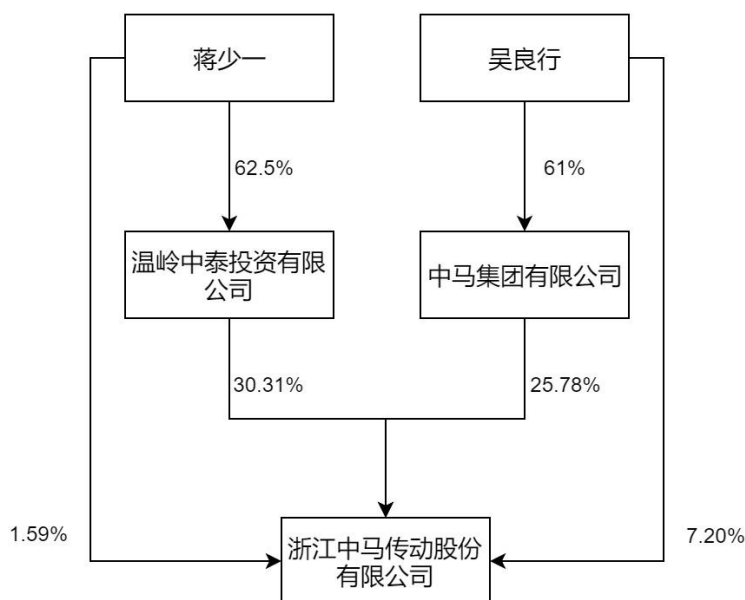 蒋少一
吴良行
62.5%
61%
温岭中泰投资有限
公司
中马集团有限公司
30.31%
25.78%
1.59%
7.20%
浙江中马传动股份
有限公司